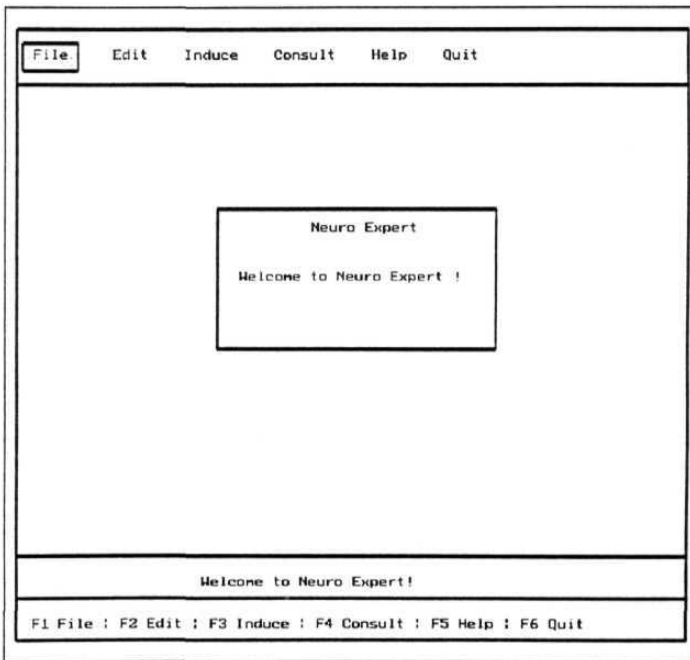 File Edit Induce Consult Help Quit
Neuro Expert
Welcome to Neuro Expert !
Welcome to Neuro Expert!
F1 File : F2 Edit : F3 Induce : F4 Consult : F5 Help : F6 Quit